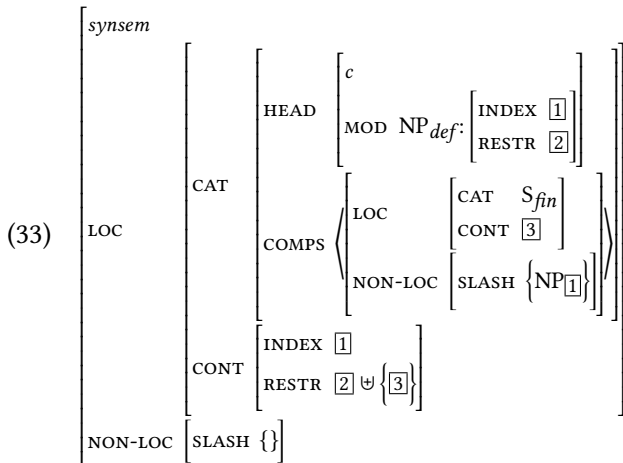 synsem
c
HEAD
MOD NP_def: INDEX 1
RESTR 2
CAT
LOC CAT S_fin
(33) LOC
CONT 3
COMPS
NON-LOC SLASH {NP_1}
INDEX 1
CONT
RESTR 2 ⊎ {3}
NON-LOC SLASH {}